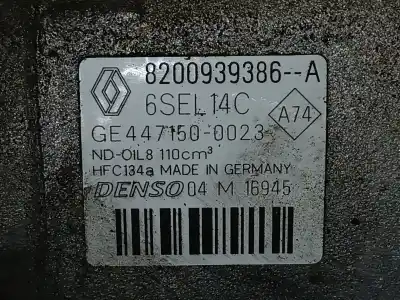 8200939386--A
6SEL14C
A74
GE447150-0023
ND-OIL8 110cm³
HFC134a MADE IN GERMANY
DENSO 04 M 16945